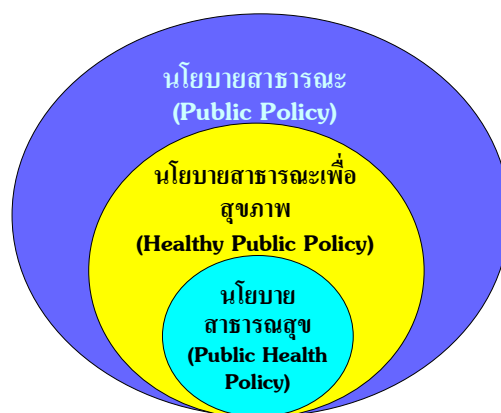 นโยบายสาธารณะ
(Public Policy)
นโยบายสาธารณะเพื่อ
สุขภาพ
(Healthy Public Policy)
นโยบาย
สาธารณสุข
(Public Health
Policy)